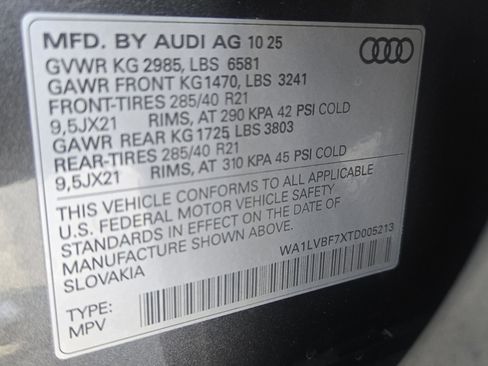 MFD. BY AUDI AG 10 25
GVWR KG 2985, LBS 6581
GAWR FRONT KG1470, LBS 3241
FRONT-TIRES 285/40 R21
9,5JX21 RIMS, AT 290 KPA 42 PSI COLD
GAWR REAR KG1725 LBS 3803
REAR-TIRES 285/40 R21
9,5JX21 RIMS, AT 310 KPA 45 PSI COLD
THIS VEHICLE CONFORMS TO ALL APPLICABLE
U.S. FEDERAL MOTOR VEHICLE SAFETY
STANDARDS IN EFFECT ON THE DATE OF
MANUFACTURE SHOWN ABOVE.
SLOVAKIA
WA1LVBF7XTD005213
TYPE:
MPV